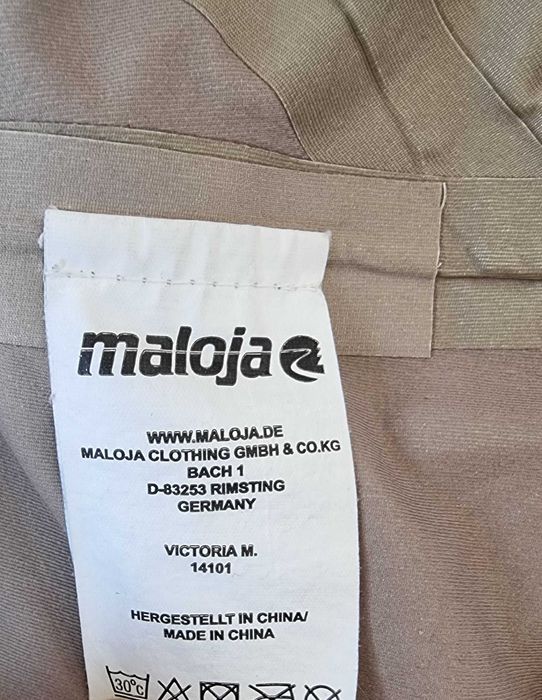 maloja
WWW.MALOJA.DE
MALOJA CLOTHING GMBH & CO.KG
BACH 1
D-83253 RIMSTING
GERMANY
VICTORIA M.
14101
HERGESTELLT IN CHINA/
MADE IN CHINA
30°c